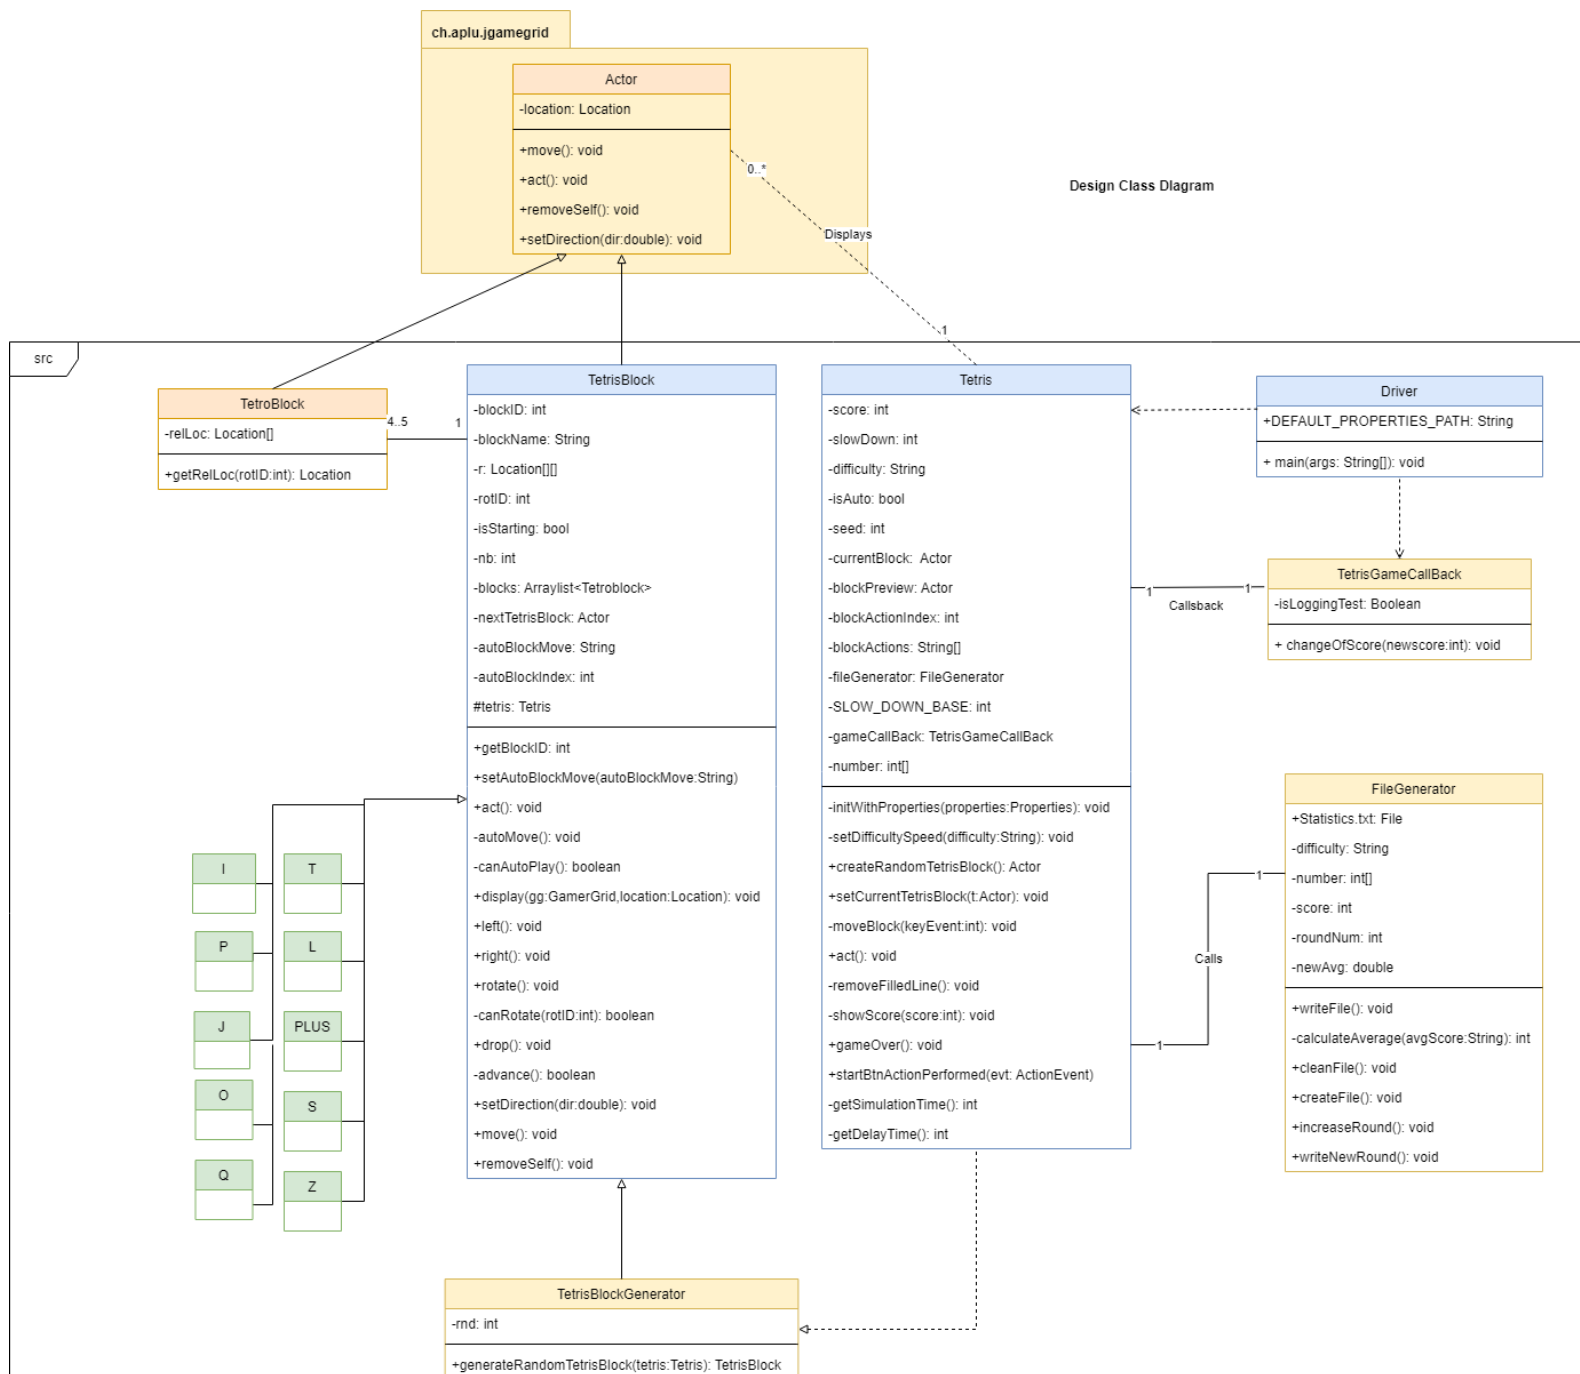 ch.aplu.jgamegrid
Actor
-location: Location
+move(): void
+act(): void
+removeSelf(): void
+setDirection(dir:double): void
0..*
Displays
1
Design Class DIagram
src
TetroBlock
-relLoc: Location[]
+getRelLoc(rotID:int): Location
4..5
1
TetrisBlock
-blockID: int
-blockName: String
-r: Location[][]
-rotID: int
-isStarting: bool
-nb: int
-blocks: Arraylist<Tetroblock>
-nextTetrisBlock: Actor
-autoBlockMove: String
-autoBlockIndex: int
#tetris: Tetris
+getBlockID: int
+setAutoBlockMove(autoBlockMove:String)
+act(): void
-autoMove(): void
-canAutoPlay(): boolean
+display(gg:GamerGrid,location:Location): void
+left(): void
+right(): void
+rotate(): void
-canRotate(rotID:int): boolean
+drop(): void
-advance(): boolean
+setDirection(dir:double): void
+move(): void
+removeSelf(): void
Tetris
-score: int
-slowDown: int
-difficulty: String
-isAuto: bool
-seed: int
-currentBlock:  Actor
-blockPreview: Actor
-blockActionIndex: int
-blockActions: String[]
-fileGenerator: FileGenerator
-SLOW_DOWN_BASE: int
-gameCallBack: TetrisGameCallBack
-number: int[]
-initWithProperties(properties:Properties): void
-setDifficultySpeed(difficulty:String): void
+createRandomTetrisBlock(): Actor
+setCurrentTetrisBlock(t:Actor): void
-moveBlock(keyEvent:int): void
+act(): void
-removeFilledLine(): void
-showScore(score:int): void
+gameOver(): void
+startBtnActionPerformed(evt: ActionEvent)
-getSimulationTime(): int
-getDelayTime(): int
Driver
+DEFAULT_PROPERTIES_PATH: String
+ main(args: String[]): void
1
Callsback
1
TetrisGameCallBack
-isLoggingTest: Boolean
+ changeOfScore(newscore:int): void
1
Calls
1
FileGenerator
+Statistics.txt: File
-difficulty: String
-number: int[]
-score: int
-roundNum: int
-newAvg: double
+writeFile(): void
-calculateAverage(avgScore:String): int
+cleanFile(): void
+createFile(): void
+increaseRound(): void
+writeNewRound(): void
I
T
P
L
J
PLUS
O
S
Q
Z
TetrisBlockGenerator
-rnd: int
+generateRandomTetrisBlock(tetris:Tetris): TetrisBlock